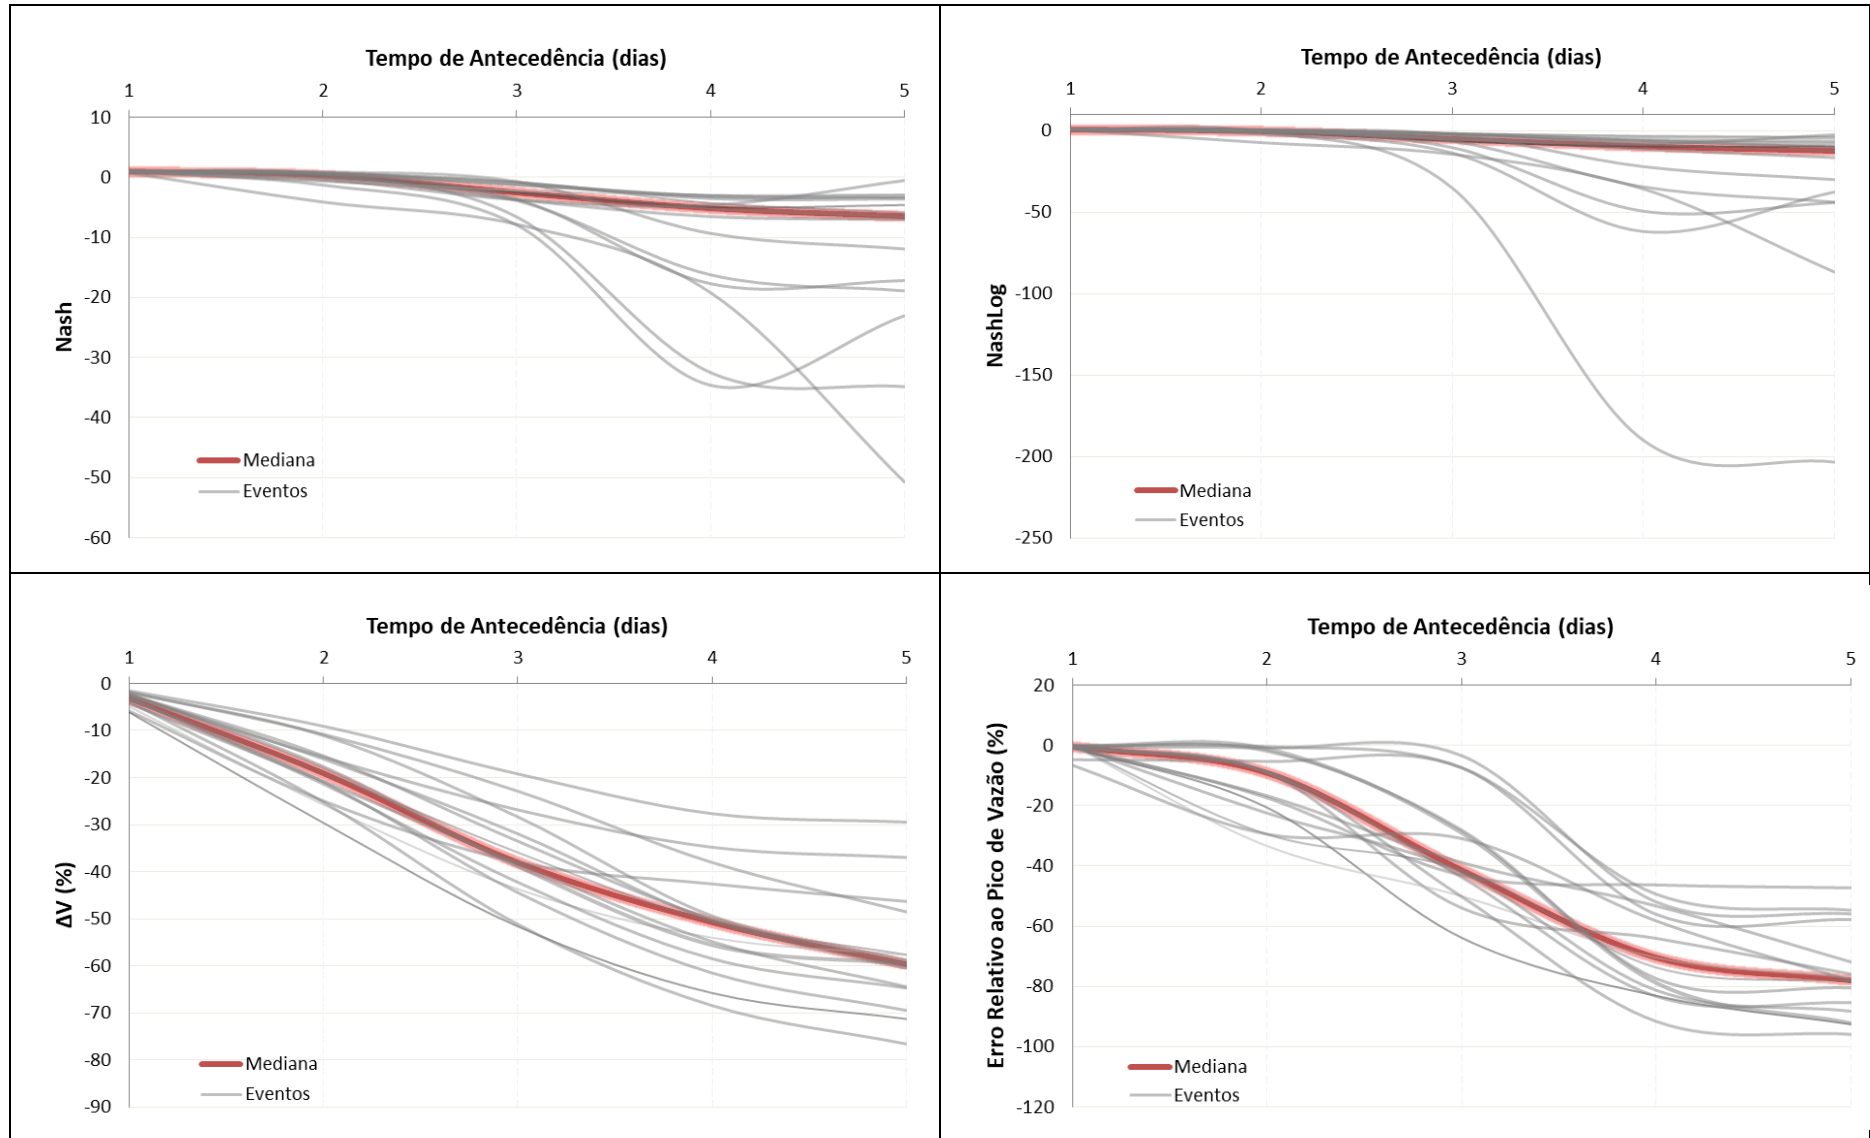 Tempo de Antecedência (dias)
1 2 3 4 5
10
0
-10
-20
-30
-40
-50
-60
Nash
Mediana
Eventos
Tempo de Antecedência (dias)
1 2 3 4 5
0
-50
-100
-150
-200
-250
NashLog
Mediana
Eventos
Tempo de Antecedência (dias)
1 2 3 4 5
0
-10
-20
-30
-40
-50
-60
-70
-80
-90
ΔV (%)
Mediana
Eventos
Tempo de Antecedência (dias)
1 2 3 4 5
20
0
-20
-40
-60
-80
-100
-120
Erro Relativo ao Pico de Vazão (%)
Mediana
Eventos